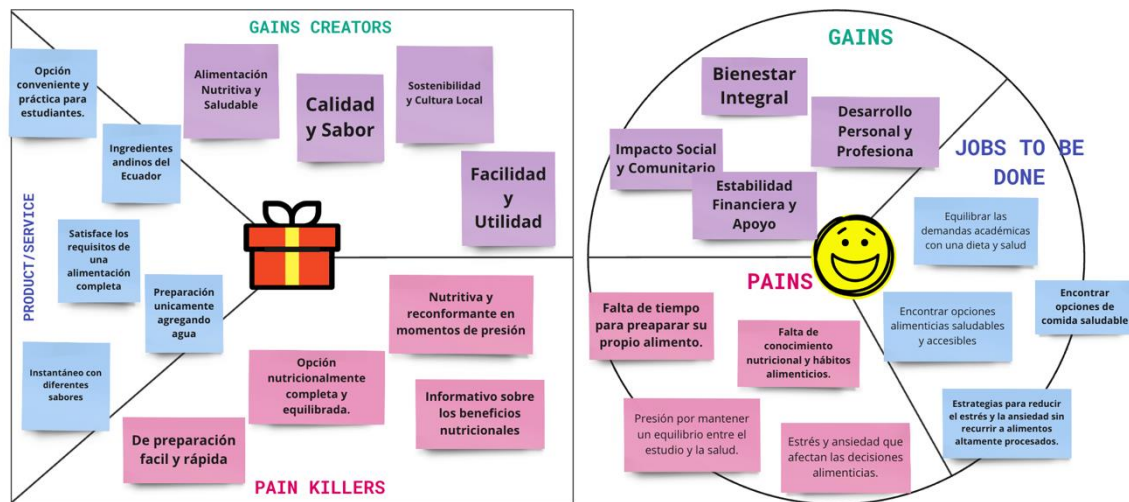 GAINS CREATORS
Opción
conveniente y
práctica para
estudiantes.
Alimentación
Nutritiva y
Saludable
Calidad
y Sabor
Sostenibilidad
y Cultura Local
Ingredientes
andinos del
Ecuador
Facilidad
y
Utilidad
PRODUCT/SERVICE
Satisface los
requisitos de
una
alimentación
completa
Preparación
unicamente
agregando
agua
Instantáneo con
diferentes
sabores
Nutritiva y
reconformante en
momentos de presión
Opción
nutricionalmente
completa y
equilibrada.
Informativo sobre
los beneficios
nutricionales
De preparación
facil y rápida
PAIN KILLERS
GAINS
Bienestar
Integral
Desarrollo
Personal y
Profesiona
Impacto Social
y Comunitario
Estabilidad
Financiera y
Apoyo
JOBS TO BE
DONE
Equilibrar las
demandas académicas
con una dieta y salud
Encontrar opciones
alimenticias saludables
y accesibles
Encontrar
opciones de
comida saludable
Estrategias para reducir
el estrés y la ansiedad sin
recurrir a alimentos
altamente procesados.
PAINS
Falta de tiempo
para preaparar su
propio alimento.
Falta de
conocimiento
nutricional y hábitos
alimenticios.
Presión por mantener
un equilibrio entre el
estudio y la salud.
Estrés y ansiedad que
afectan las decisiones
alimenticias.